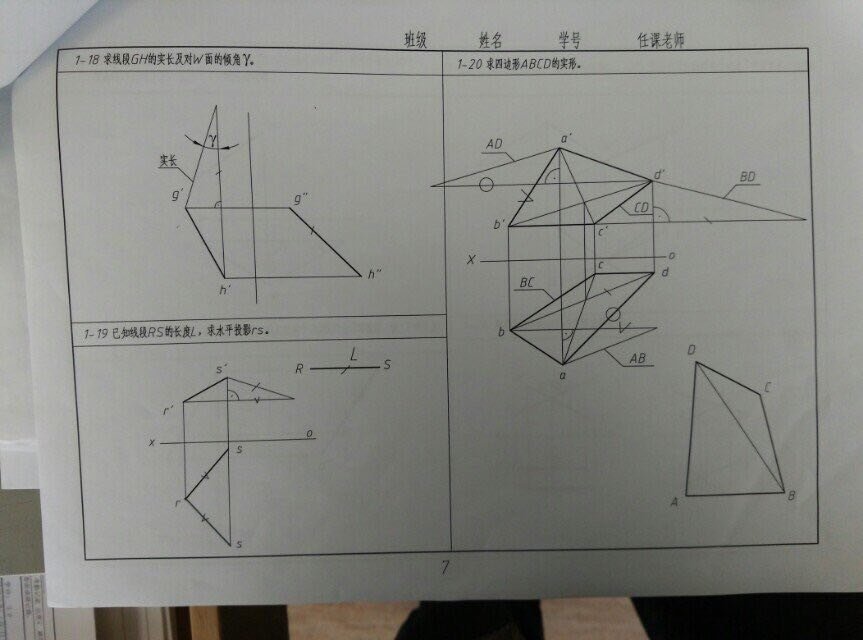 班级 姓名 学号 任课老师
1-18 求线段GH的实长及对W面的倾角γ。
γ
实长
g' g"
h' h"
1-19 已知线段RS的长度L，求水平投影rs。
s'
R L S
r'
x o
s
r
s
1-20 求四边形ABCD的实形。
a'
AD
d' BD
CD
b' c'
X o
c
BC d
b
AB
a
D
C
A B
7